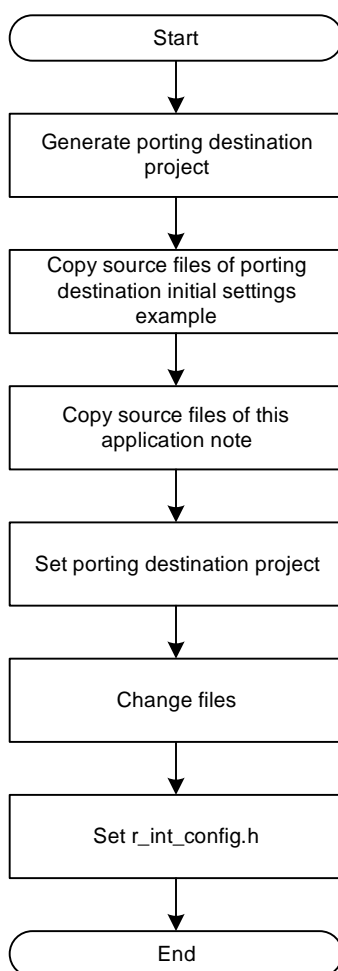 Start
Generate porting destination
project
Copy source files of porting
destination initial settings
example
Copy source files of this
application note
Set porting destination project
Change files
Set r_int_config.h
End